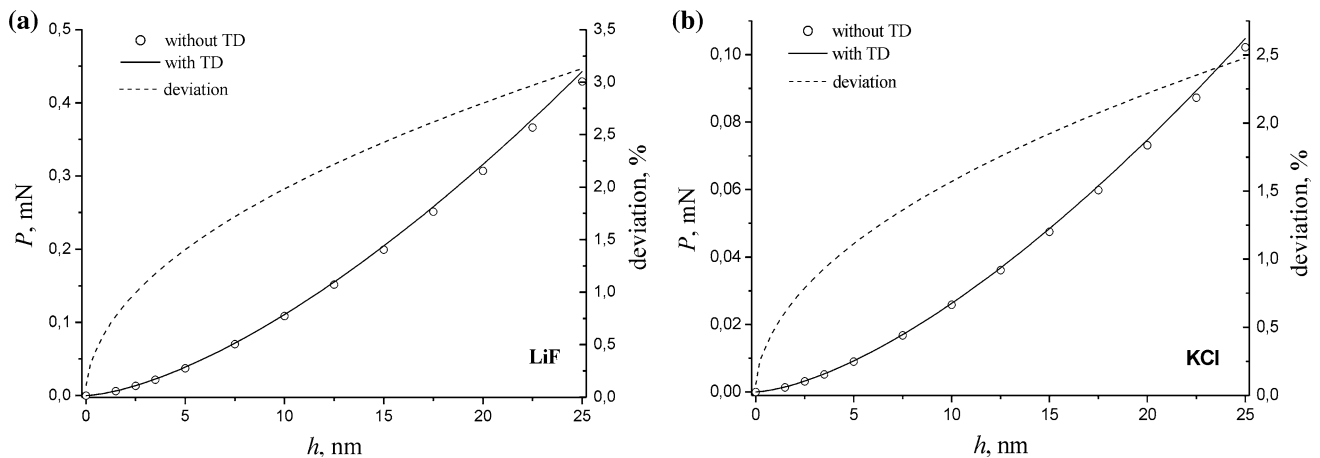 (a)
0,5
0,4
0,3
0,2
0,1
0,0
P, mN
without TD
with TD
deviation
3,5
3,0
2,5
2,0
1,5
1,0
0,5
0,0
deviation, %
LiF
0 5 10 15 20 25
h, nm
(b)
0,10
0,08
0,06
0,04
0,02
0,00
P, mN
without TD
with TD
deviation
2,5
2,0
1,5
1,0
0,5
0,0
deviation, %
KCl
0 5 10 15 20 25
h, nm